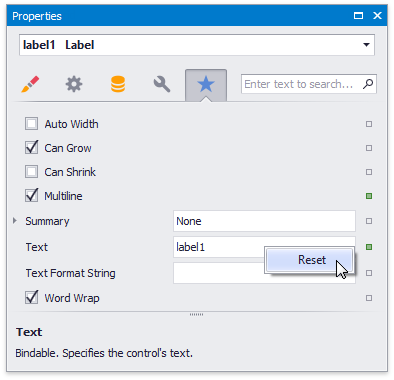 Properties
label1 Label
Enter text to search...
Auto Width
Can Grow
Can Shrink
Multiline
Summary None
Text label1
Reset
Text Format String
Word Wrap
Text
Bindable. Specifies the control's text.